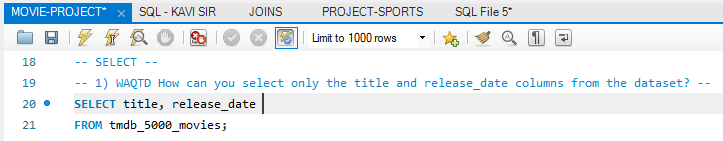 MOVIE-PROJECT* SQL - KAVI SIR JOINS PROJECT-SPORTS SQL File 5*
Limit to 1000 rows
18 -- SELECT --
19 -- 1) WAQTD How can you select only the title and release_date columns from the dataset? --
20 SELECT title, release_date
21 FROM tmdb_5000_movies;